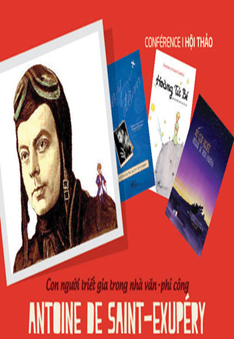 CONFÉRENCE | HỘI THẢO
Hoàng Tử Bé
Con người triết gia trong nhà văn - phi công
ANTOINE DE SAINT-EXUPÉRY